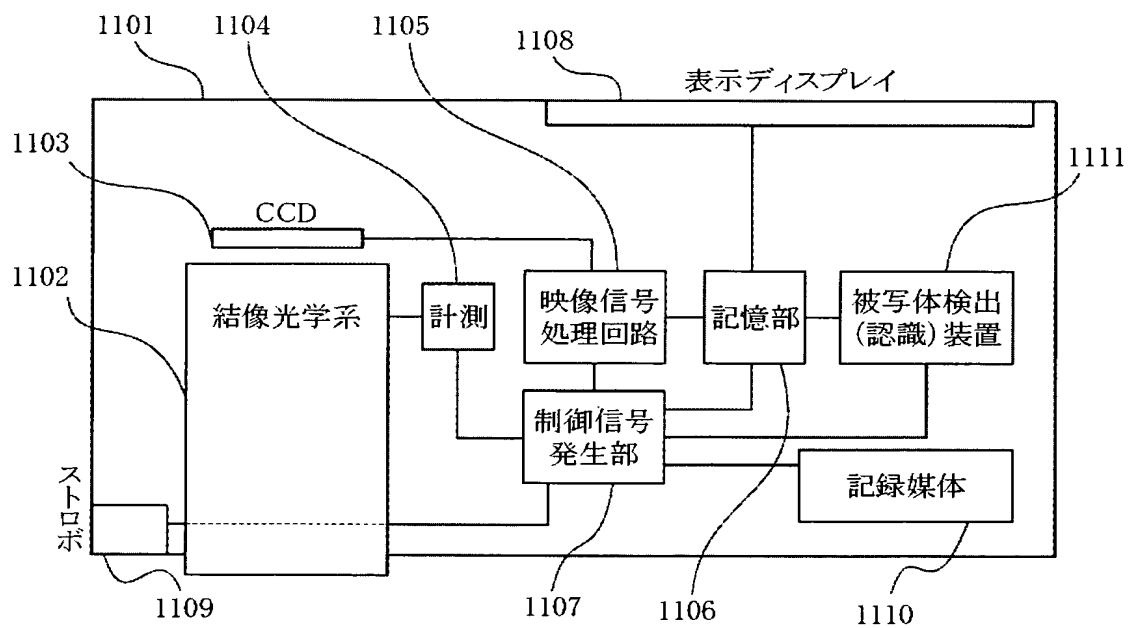 1101
1104
1105
1108
表示ディスプレイ
1103
1111
CCD
1102
結像光学系
計測
映像信号
処理回路
記憶部
被写体検出
(認識)装置
制御信号
発生部
記録媒体
ストロボ
1109
1107
1106
1110